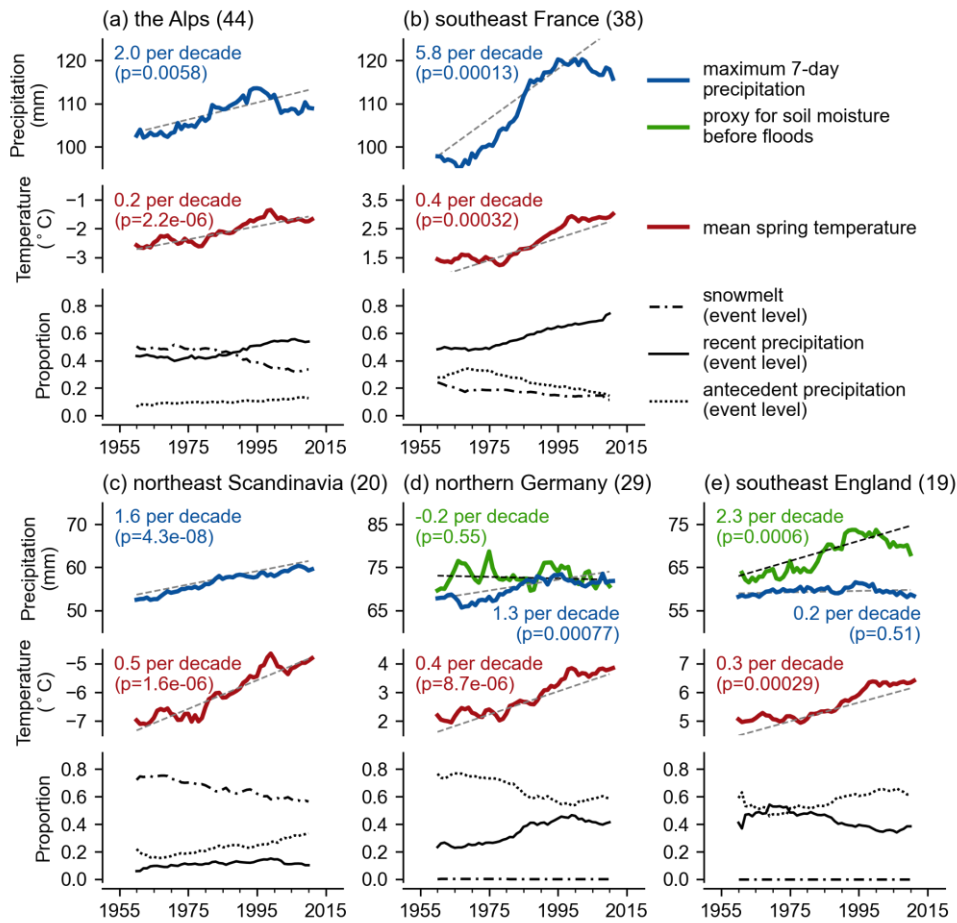 (a) the Alps (44)
(b) southeast France (38)
2.0 per decade
(p=0.0058)
5.8 per decade
(p=0.00013)
maximum 7-day
precipitation
proxy for soil moisture
before floods
Precipitation
(mm)
120
110
100
0.2 per decade
(p=2.2e-06)
0.4 per decade
(p=0.00032)
mean spring temperature
Temperature
(°C)
−1
−2
−3
3.5
2.5
1.5
snowmelt
(event level)
recent precipitation
(event level)
antecedent precipitation
(event level)
Proportion
0.8
0.6
0.4
0.2
0.0
1955 1975 1995 2015
1955 1975 1995 2015
(c) northeast Scandinavia (20)
(d) northern Germany (29)
(e) southeast England (19)
1.6 per decade
(p=4.3e-08)
-0.2 per decade
(p=0.55)
1.3 per decade
(p=0.00077)
2.3 per decade
(p=0.0006)
0.2 per decade
(p=0.51)
Precipitation
(mm)
70
60
50
85
75
65
75
65
55
0.5 per decade
(p=1.6e-06)
0.4 per decade
(p=8.7e-06)
0.3 per decade
(p=0.00029)
Temperature
(°C)
−5
−6
−7
4
3
2
7
6
5
Proportion
0.8
0.6
0.4
0.2
0.0
1955 1975 1995 2015
1955 1975 1995 2015
1955 1975 1995 2015